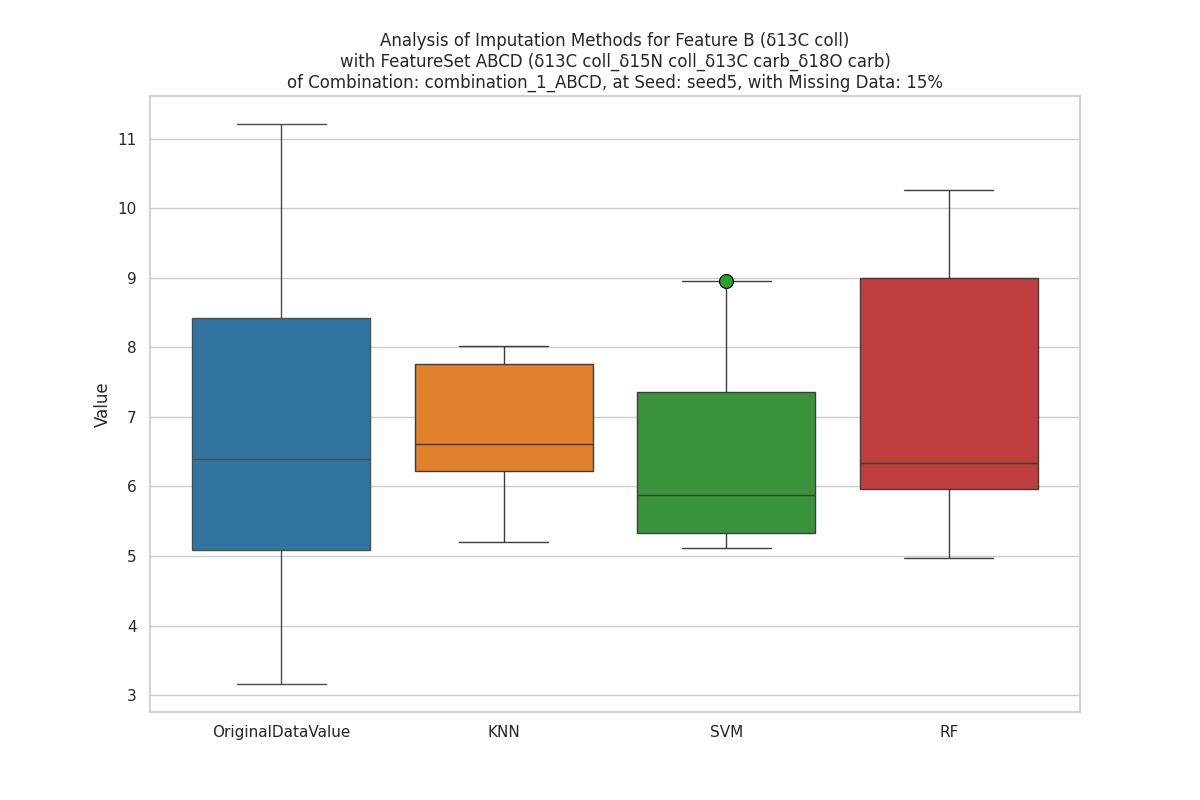 Analysis of Imputation Methods for Feature B (δ13C coll)
with FeatureSet ABCD (δ13C coll_δ15N coll_δ13C carb_δ18O carb)
of Combination: combination_1_ABCD, at Seed: seed5, with Missing Data: 15%
11
10
9
8
7
6
5
4
3
Value
OriginalDataValue
KNN
SVM
RF